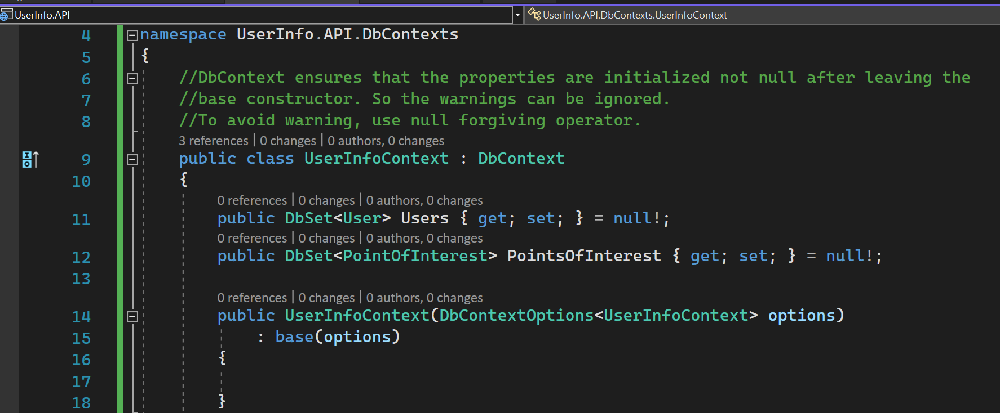 UserInfo.API
UserInfo.API.DbContexts.UserInfoContext
4 namespace UserInfo.API.DbContexts
5 {
6 //DbContext ensures that the properties are initialized not null after leaving the
7 //base constructor. So the warnings can be ignored.
8 //To avoid warning, use null forgiving operator.
3 references | 0 changes | 0 authors, 0 changes
9 public class UserInfoContext : DbContext
10 {
0 references | 0 changes | 0 authors, 0 changes
11 public DbSet<User> Users { get; set; } = null!;
0 references | 0 changes | 0 authors, 0 changes
12 public DbSet<PointOfInterest> PointsOfInterest { get; set; } = null!;
13
0 references | 0 changes | 0 authors, 0 changes
14 public UserInfoContext(DbContextOptions<UserInfoContext> options)
15 : base(options)
16 {
17
18 }